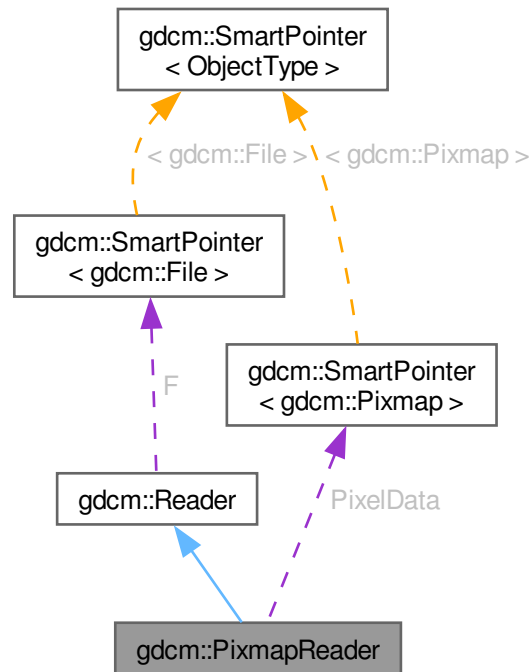 gdcm::SmartPointer
< ObjectType >
< gdcm::File >
< gdcm::Pixmap >
gdcm::SmartPointer
< gdcm::File >
gdcm::SmartPointer
< gdcm::Pixmap >
F
gdcm::Reader
PixelData
gdcm::PixmapReader